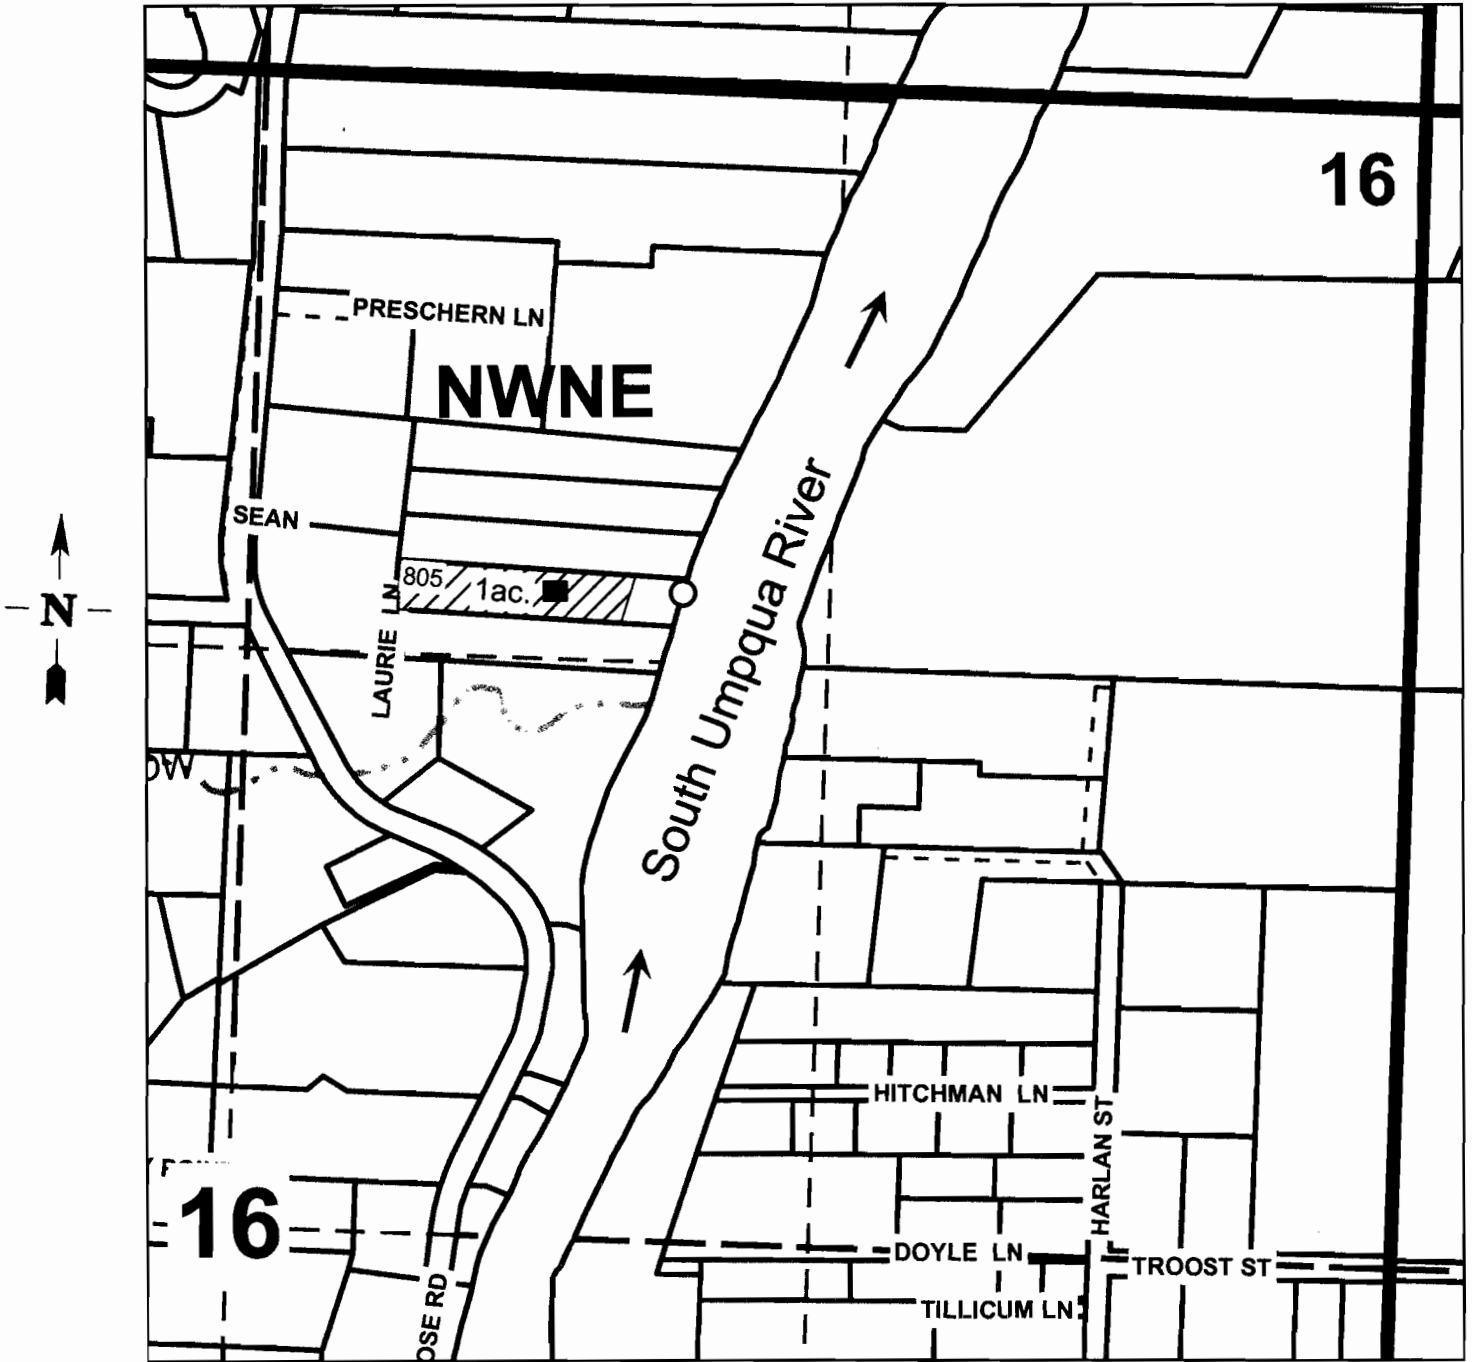 16
PRESCHERN LN
NWNE
SEAN
805
1ac.
N
LAURIE LN
South Umpqua River
OW
HITCHMAN LN
HARLAN ST
16
DOYLE LN
TROOST ST
OSE RD
TILLICUM LN